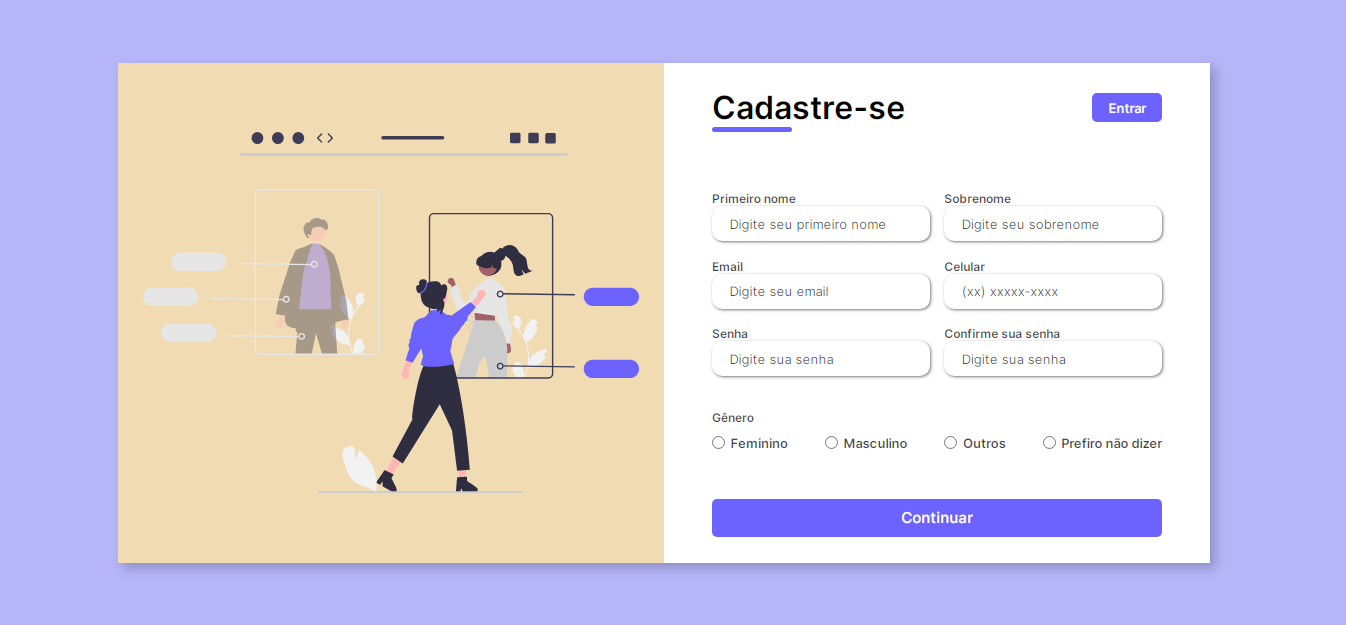 Cadastre-se
Entrar
Primeiro nome Sobrenome
Digite seu primeiro nome Digite seu sobrenome
Email Celular
Digite seu email (xx) xxxxx-xxxx
Senha Confirme sua senha
Digite sua senha Digite sua senha
Gênero
Feminino Masculino Outros Prefiro não dizer
Continuar